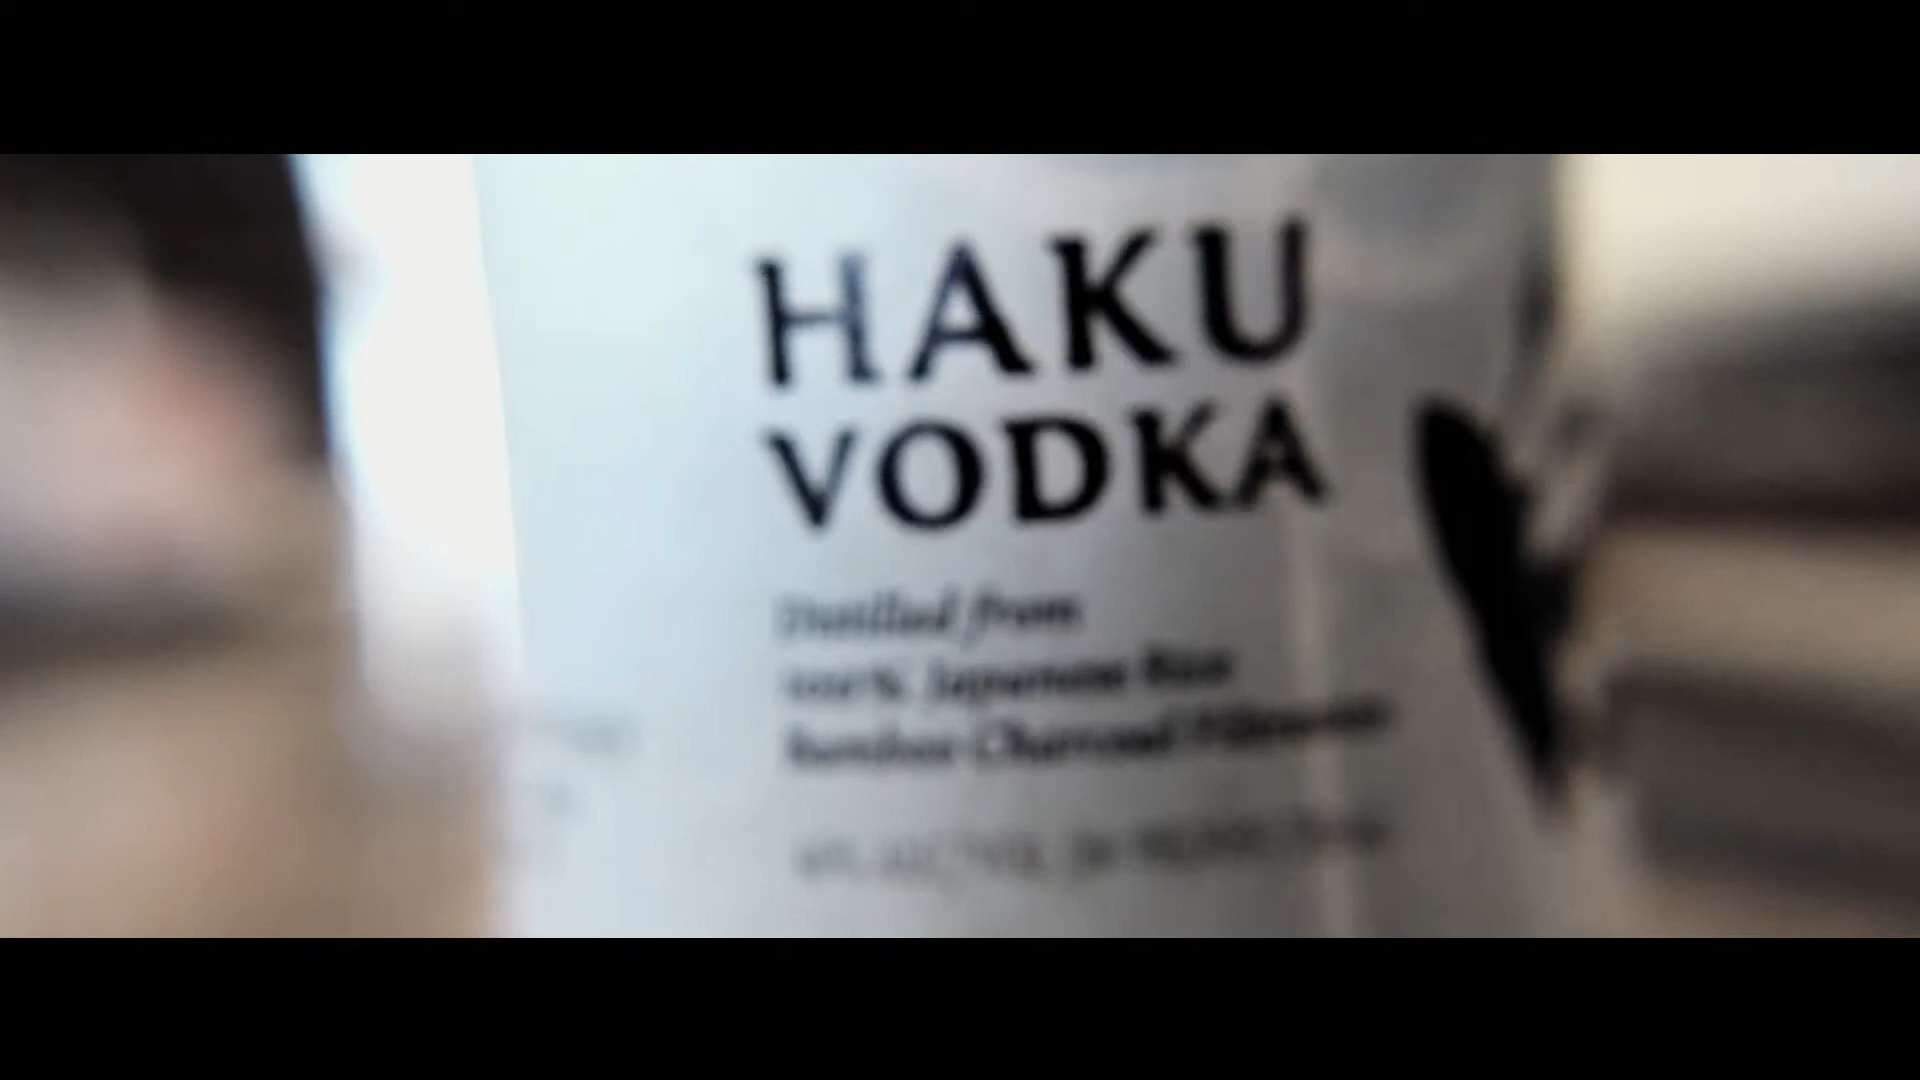 HAKU
VODKA
Distilled from
100% Japanese Rice
Bamboo Charcoal Filtered